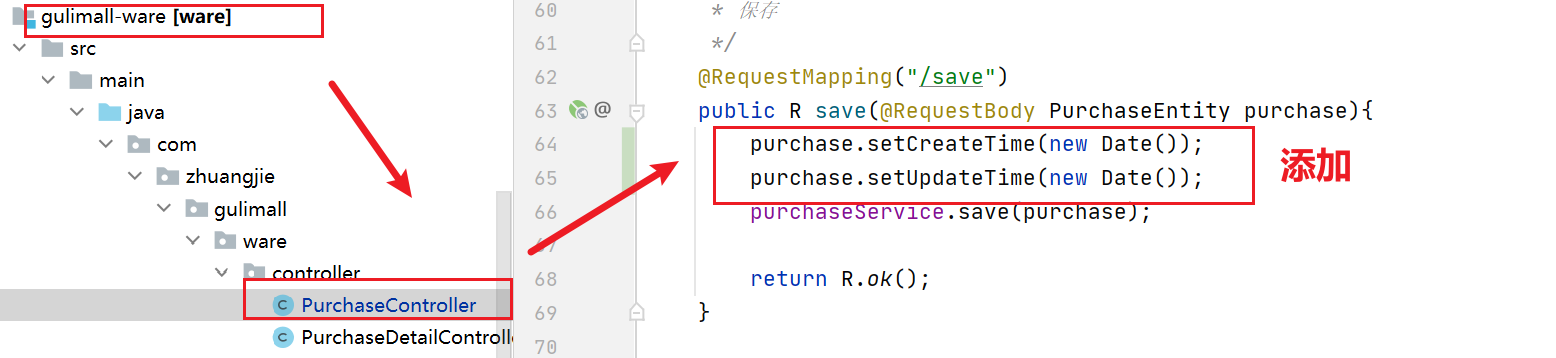 gulimall-ware [ware]
src
main
java
com
zhuangjie
gulimall
ware
controller
PurchaseController
PurchaseDetailControll
60 * 保存
61 */
62 @RequestMapping("/save")
63 @ public R save(@RequestBody PurchaseEntity purchase){
64 purchase.setCreateTime(new Date());
65 purchase.setUpdateTime(new Date());
添加
66 purchaseService.save(purchase);
67
68 return R.ok();
69 }
70